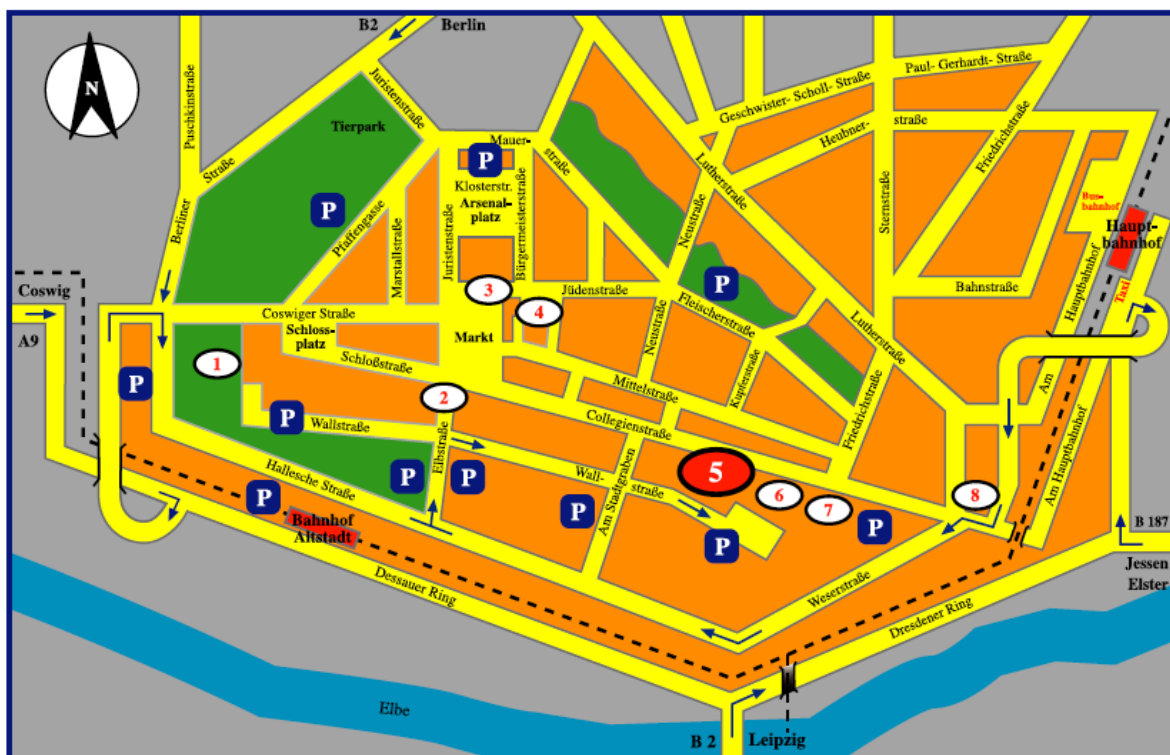 B2
Berlin
N
Puschkinstraße
Juristenstraße
Tierpark
Paul- Gerhardt- Straße
Geschwister- Scholl- Straße
Heubner-
straße
Friedrichstraße
Mauer-
straße
P
Klosterstr.
Arsenal-
platz
Lutherstraße
Straße
Berliner
P
Pfaffengasse
Marstallstraße
Juristenstraße
Bürgermeisterstraße
Neustraße
Sternstraße
Bus-
bahnhof
Haupt-
bahnhof
Hauptbahnhof
Am
Taxi
Coswig
A9
Coswiger Straße
Schloss-
platz
3
4
Jüdenstraße
Markt
P
Fleischerstraße
Bahnstraße
Lutherstraße
Neustraße
1
Schloßstraße
P
2
Mittelstraße
Kupferstraße
Collegienstraße
Friedrichstraße
P
Wallstraße
Elbstraße
Hallesche Straße
P
P
P
Wall-
straße
Am Stadtgraben
5
6
7
8
Am Hauptbahnhof
P
P
P
Bahnhof
Altstadt
B 187
Jessen
Elster
Dessauer Ring
Weserstraße
Dresdener Ring
Elbe
B 2
Leipzig